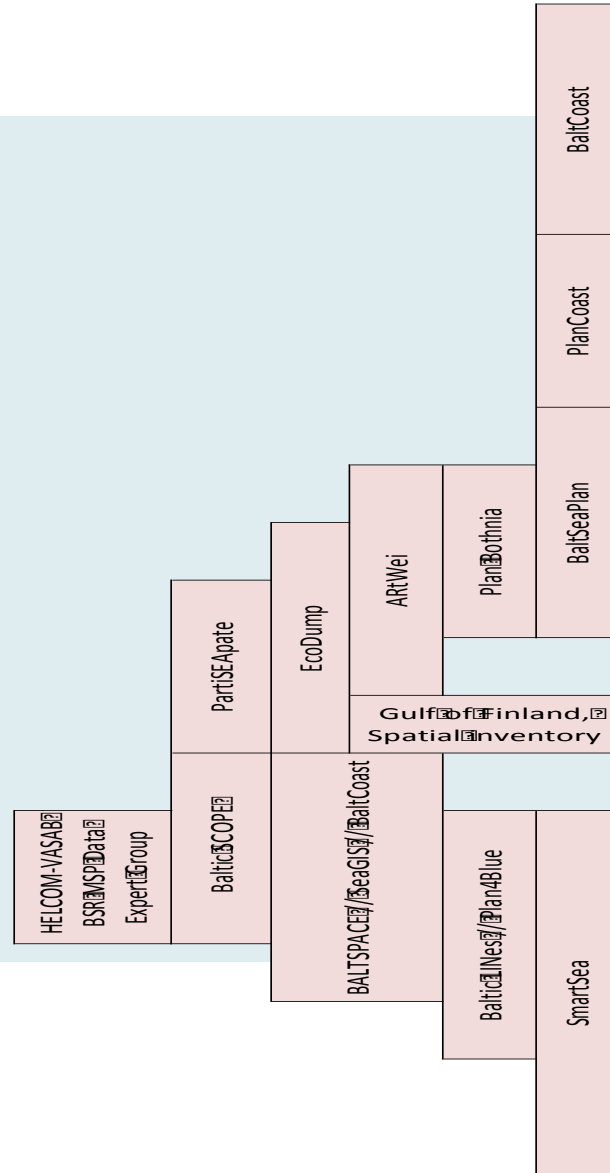 BaltCoast
PlanCoast
BaltSeaPlan
Plan Bothnia
ARtWei
EcoDump
PartiSEApate
Gulf of Finland,
Spatial Inventory
HELCOM-VASAB
BSR MSP Data
Expert Group
Baltic SCOPE
BALTSPACE // SeaGIS // BaltCoast
Baltic LINes // Plan4Blue
SmartSea